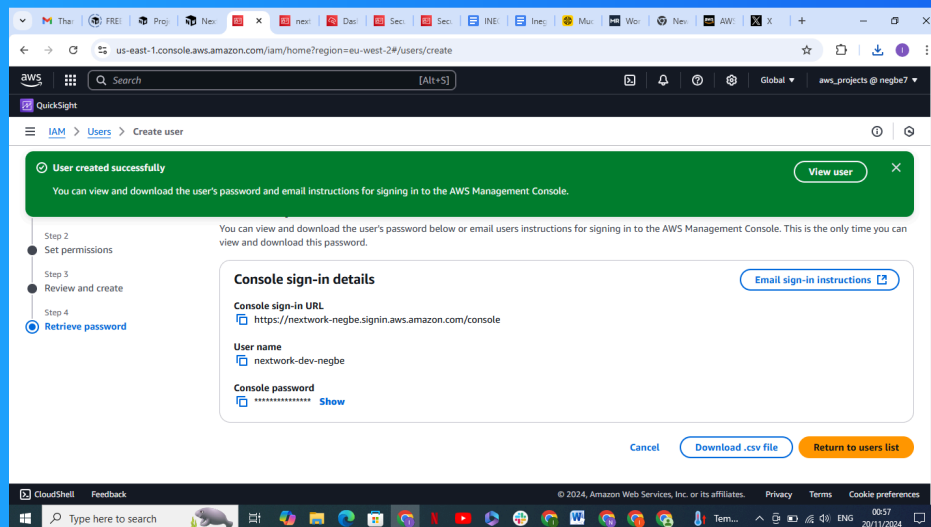 Thar
FREI
Proj
Nex
next
Das
Sec
Sec
INE
Ineg
Muc
Wor
Nev
AW
X
us-east-1.console.aws.amazon.com/iam/home?region=eu-west-2#/users/create
aws
Search
[Alt+S]
Global
aws_projects @ negbe7
QuickSight
IAM > Users > Create user
User created successfully
View user
You can view and download the user's password and email instructions for signing in to the AWS Management Console.
You can view and download the user's password below or email users instructions for signing in to the AWS Management Console. This is the only time you can
view and download this password.
Step 2
Set permissions
Step 3
Review and create
Step 4
Retrieve password
Console sign-in details
Email sign-in instructions
Console sign-in URL
https://nextwork-negbe.signin.aws.amazon.com/console
User name
nextwork-dev-negbe
Console password
*************** Show
Cancel
Download .csv file
Return to users list
CloudShell
Feedback
© 2024, Amazon Web Services, Inc. or its affiliates.
Privacy
Terms
Cookie preferences
Type here to search
Tem...
ENG
00:57
20/11/2024